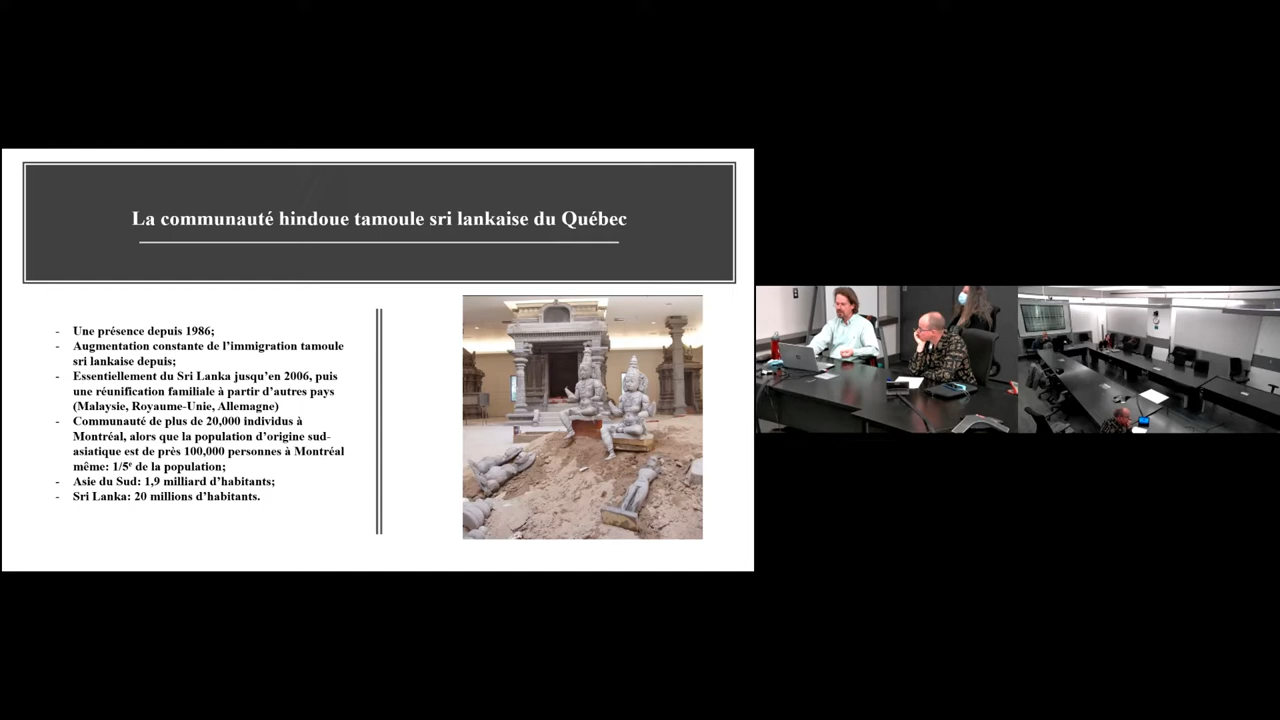 La communauté hindoue tamoule sri lankaise du Québec
- Une présence depuis 1986;
- Augmentation constante de l’immigration tamoule
sri lankaise depuis;
- Essentiellement du Sri Lanka jusqu’en 2006, puis
une réunification familiale à partir d’autres pays
(Malaysie, Royaume-Unie, Allemagne)
- Communauté de plus de 20,000 individus à
Montréal, alors que la population d’origine sud-
asiatique est de près 100,000 personnes à Montréal
même: 1/5e de la population;
- Asie du Sud: 1,9 milliard d’habitants;
- Sri Lanka: 20 millions d’habitants.